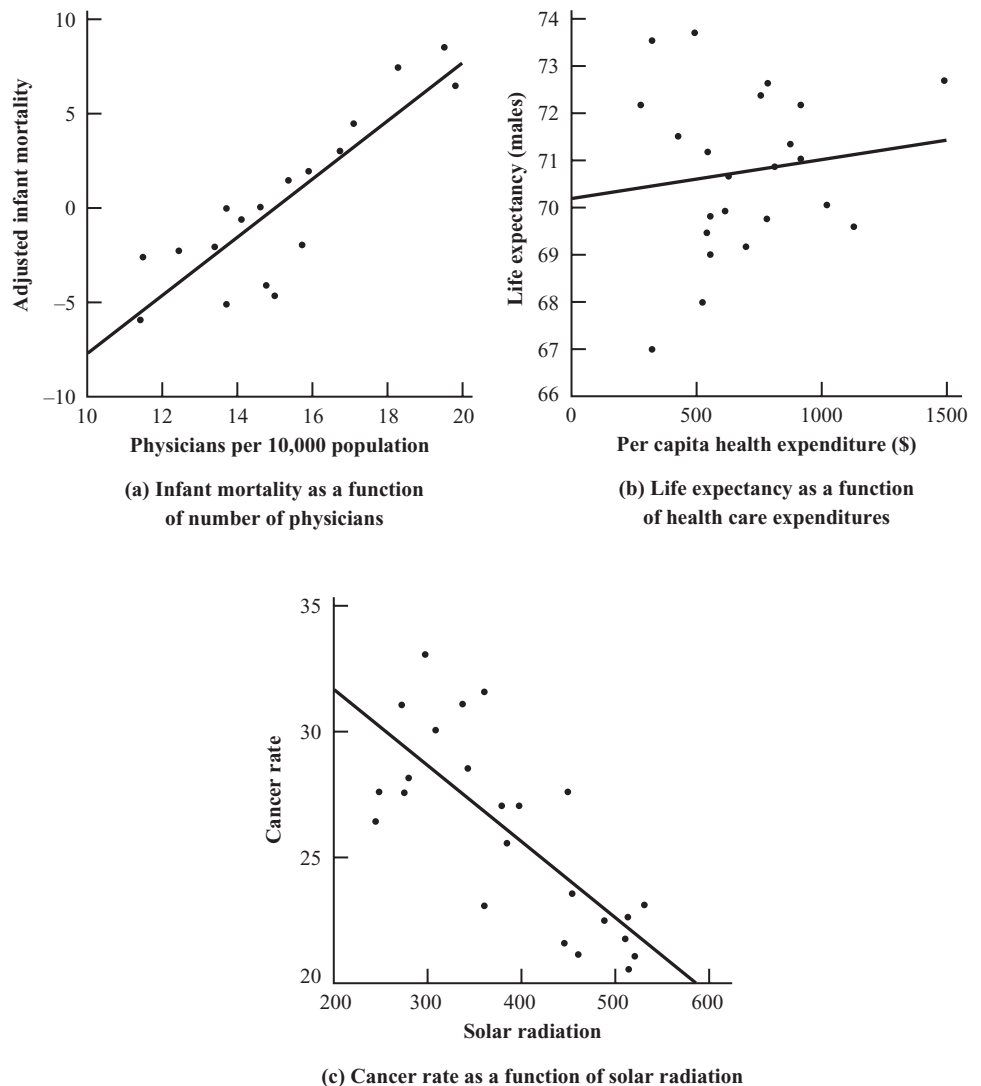 10
5
0
–5
–10
Adjusted infant mortality
10 12 14 16 18 20
Physicians per 10,000 population
(a) Infant mortality as a function
of number of physicians
74
73
72
71
70
69
68
67
66
Life expectancy (males)
0 500 1000 1500
Per capita health expenditure ($)
(b) Life expectancy as a function
of health care expenditures
35
30
25
20
Cancer rate
200 300 400 500 600
Solar radiation
(c) Cancer rate as a function of solar radiation